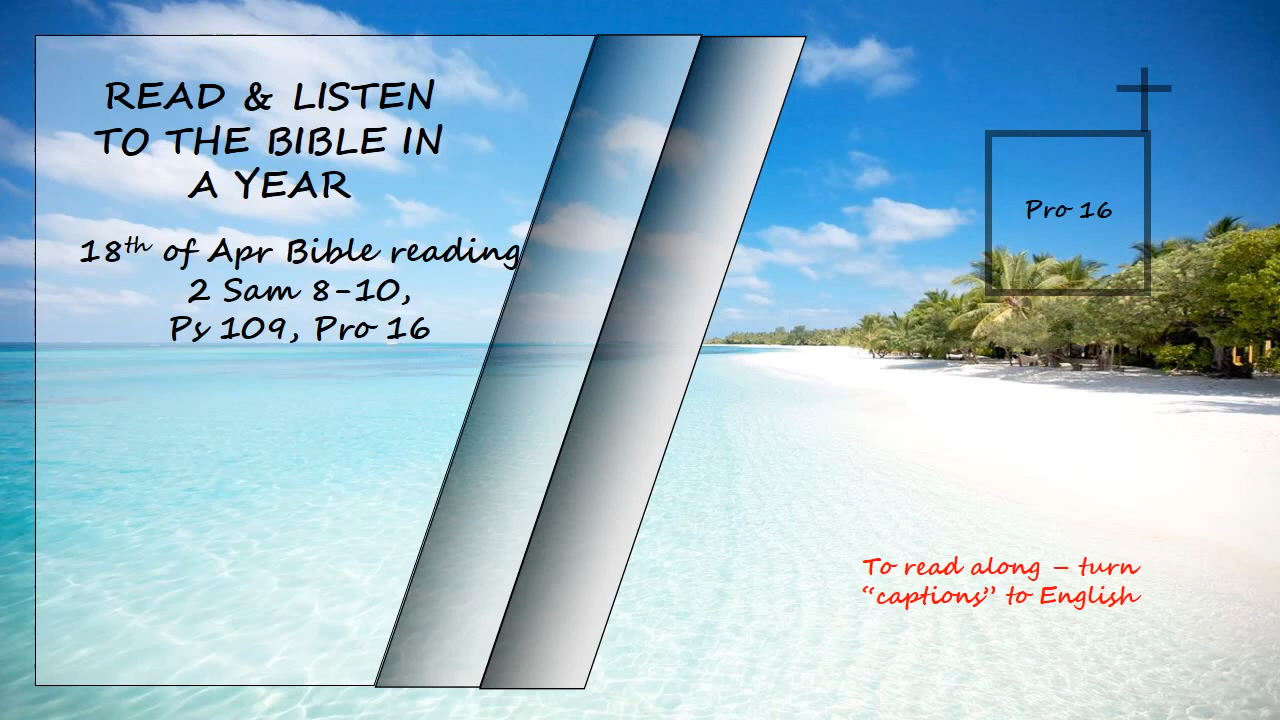 READ & LISTEN
TO THE BIBLE IN
A YEAR
18th of Apr Bible reading
2 Sam 8-10,
Ps 109, Pro 16
Pro 16
To read along – turn
“captions” to English